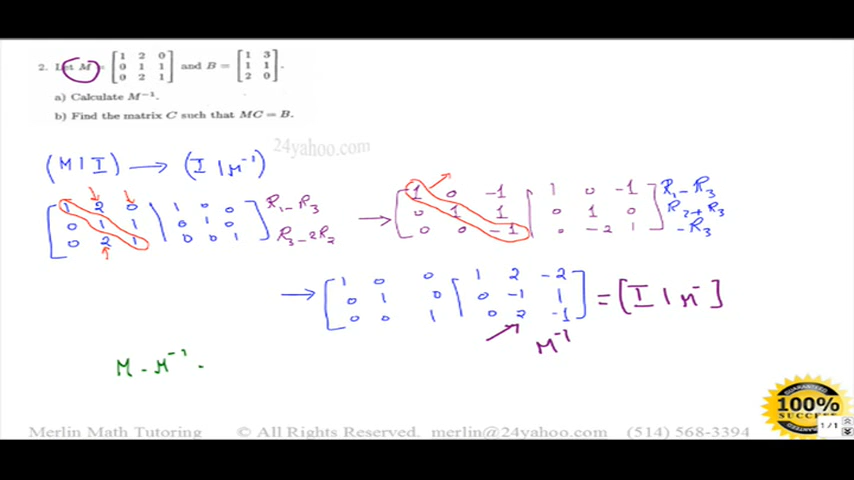 2. Let M = [ 1 2 0 ; 0 1 1 ; 0 2 1 ] and B = [ 1 3 ; 1 1 ; 2 0 ].
a) Calculate M⁻¹.
b) Find the matrix C such that MC = B.
24yahoo.com
(M | I) → (I | M⁻¹)
[ 1 2 0 | 1 0 0 ] R₁-R₃
[ 0 1 1 | 0 1 0 ]
[ 0 2 1 | 0 0 1 ] R₃-2R₂
→ [ 1 0 -1 | 1 0 -1 ] R₁-R₃
[ 0 1 1 | 0 1 0 ] R₂+R₃
[ 0 0 -1 | 0 -2 1 ] -R₃
→ [ 1 0 0 | 1 2 -2 ]
[ 0 1 0 | 0 -1 1 ] = [ I | M⁻ ]
[ 0 0 1 | 0 2 -1 ]
M⁻¹
M · M⁻¹ ·
GUARANTEED
100%
SUCCESS
1/1
Merlin Math Tutoring © All Rights Reserved. merlin@24yahoo.com (514) 568-3394